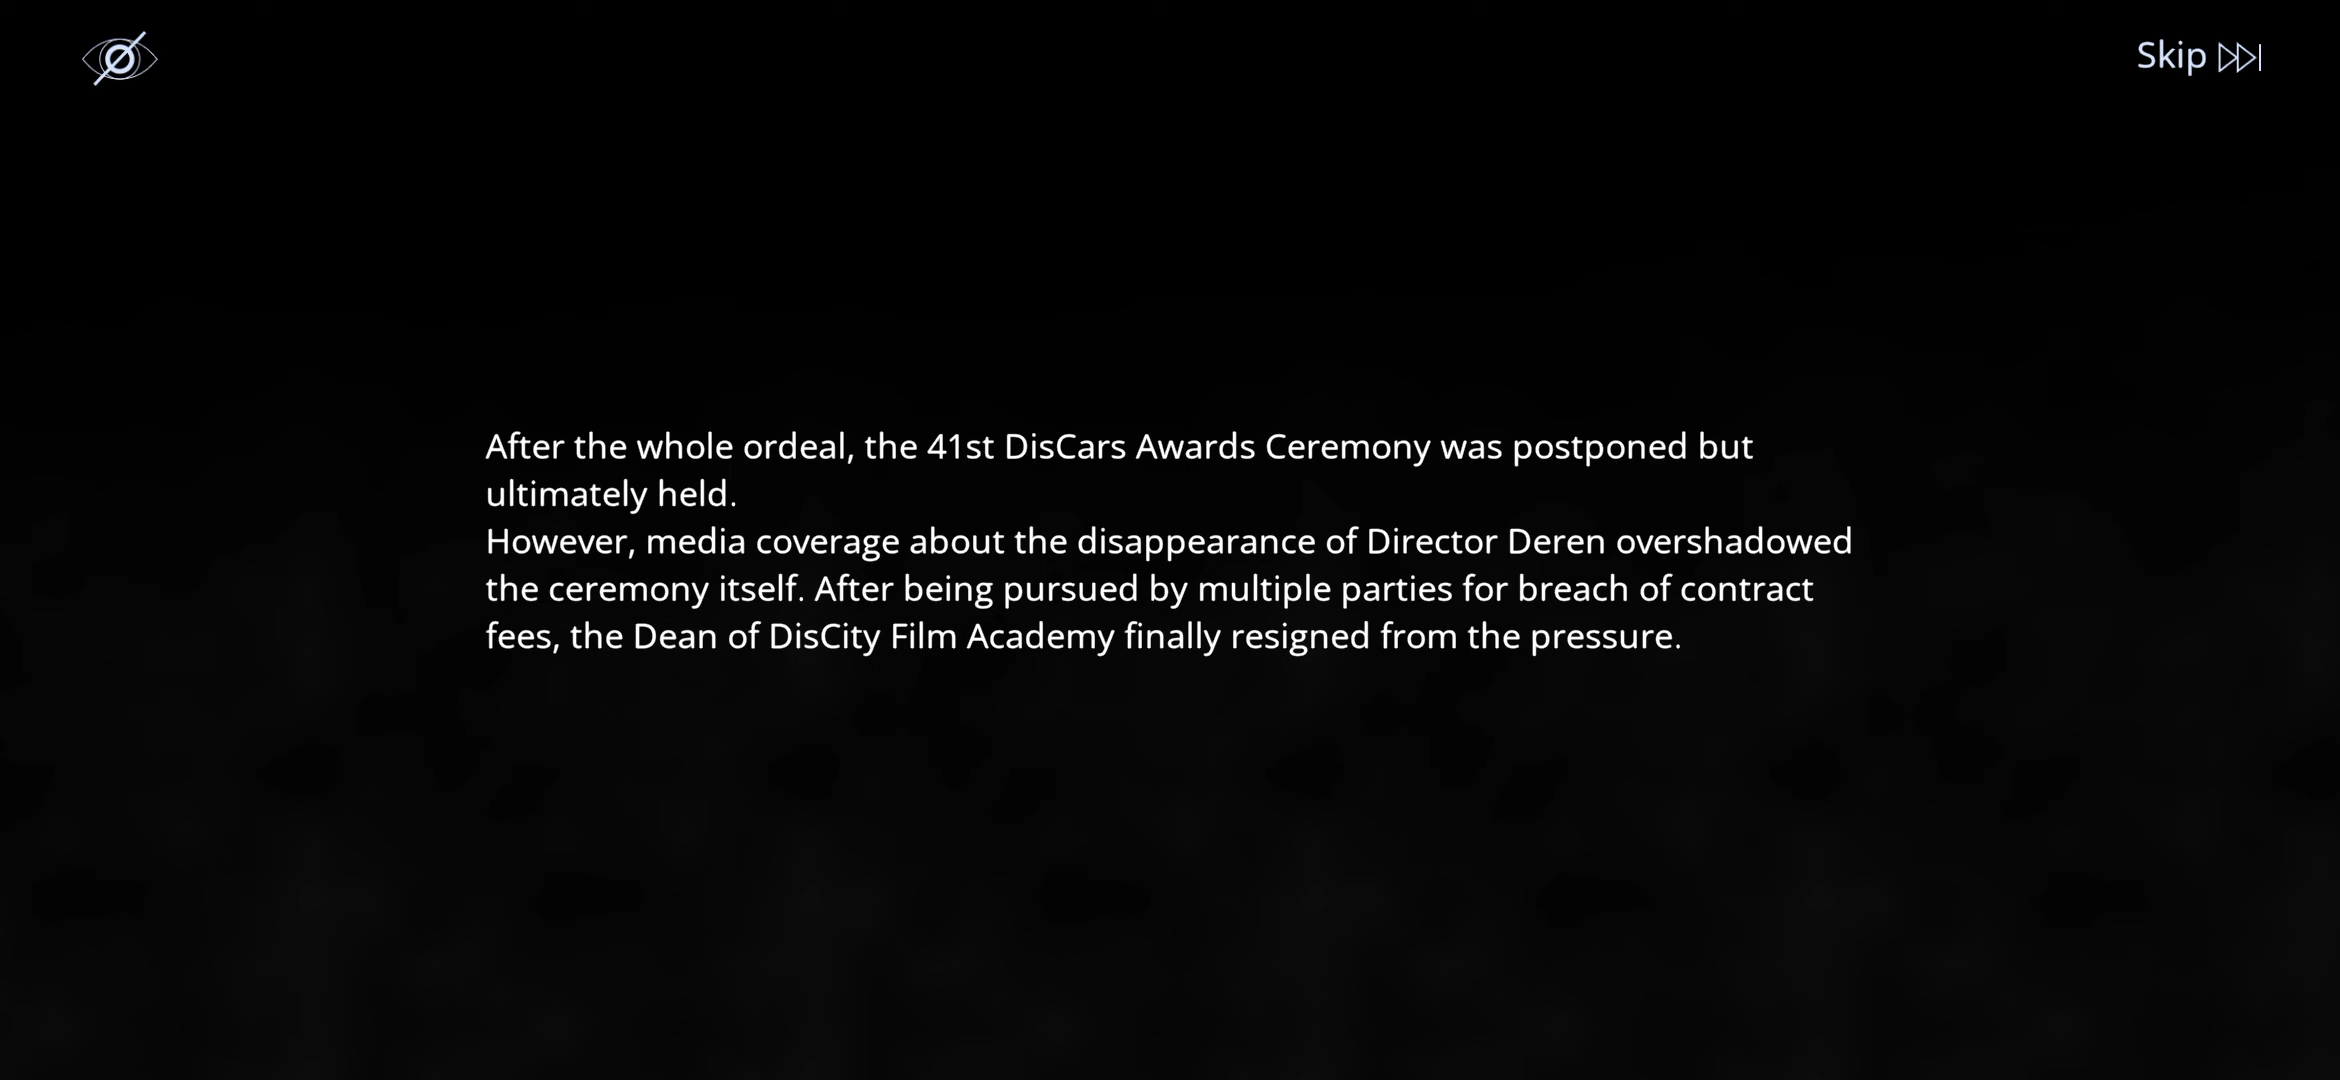 Skip
After the whole ordeal, the 41st DisCars Awards Ceremony was postponed but
ultimately held.
However, media coverage about the disappearance of Director Deren overshadowed
the ceremony itself. After being pursued by multiple parties for breach of contract
fees, the Dean of DisCity Film Academy finally resigned from the pressure.